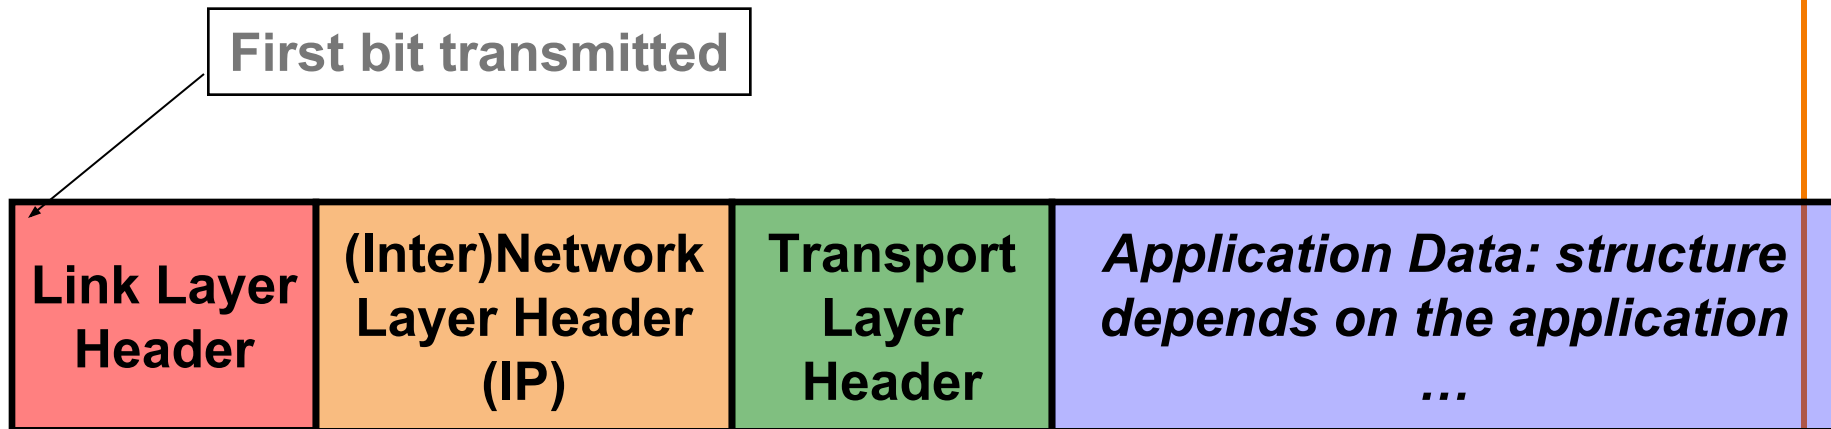 First bit transmitted
Link Layer
Header
(Inter)Network
Layer Header
(IP)
Transport
Layer
Header
Application Data: structure
depends on the application
…